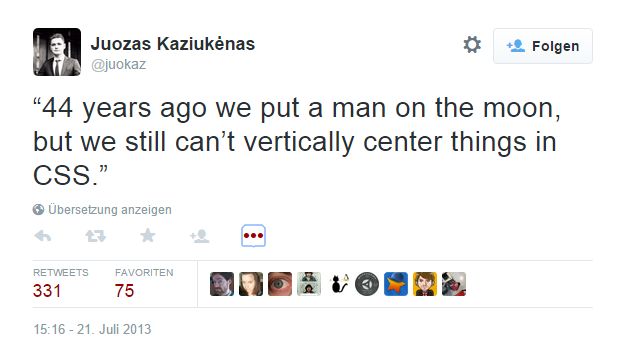 Juozas Kaziukėnas
@juokaz
Folgen
“44 years ago we put a man on the moon,
but we still can’t vertically center things in
CSS.”
Übersetzung anzeigen
RETWEETS FAVORITEN
331 75
15:16 - 21. Juli 2013